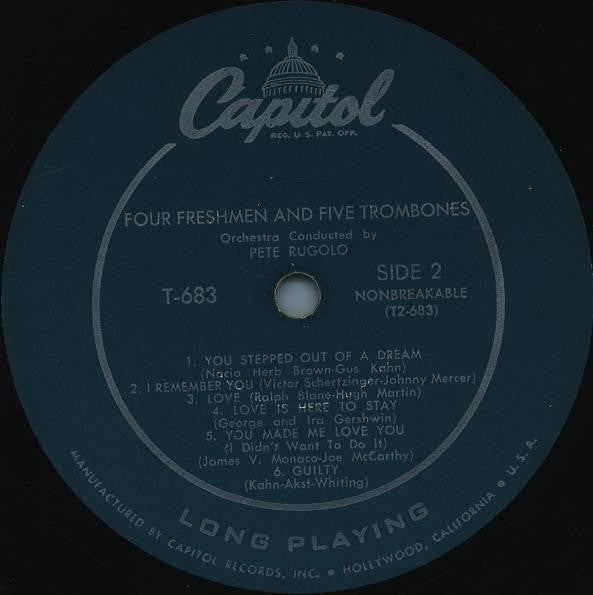 Capitol
REG. U.S. PAT. OFF.
FOUR FRESHMEN AND FIVE TROMBONES
Orchestra Conducted by
PETE RUGOLO
T-683
SIDE 2
NONBREAKABLE
(T2-683)
1. YOU STEPPED OUT OF A DREAM
(Nacio Herb Brown-Gus Kahn)
2. I REMEMBER YOU (Victor Schertzinger-Johnny Mercer)
3. LOVE (Ralph Blane-Hugh Martin)
4. LOVE IS HERE TO STAY
(George and Ira Gershwin)
5. YOU MADE ME LOVE YOU
(I Didn't Want To Do It)
(James V. Monaco-Joe McCarthy)
6. GUILTY
(Kahn-Akst-Whiting)
LONG PLAYING
MANUFACTURED BY CAPITOL RECORDS, INC. • HOLLYWOOD, CALIFORNIA • U.S.A.